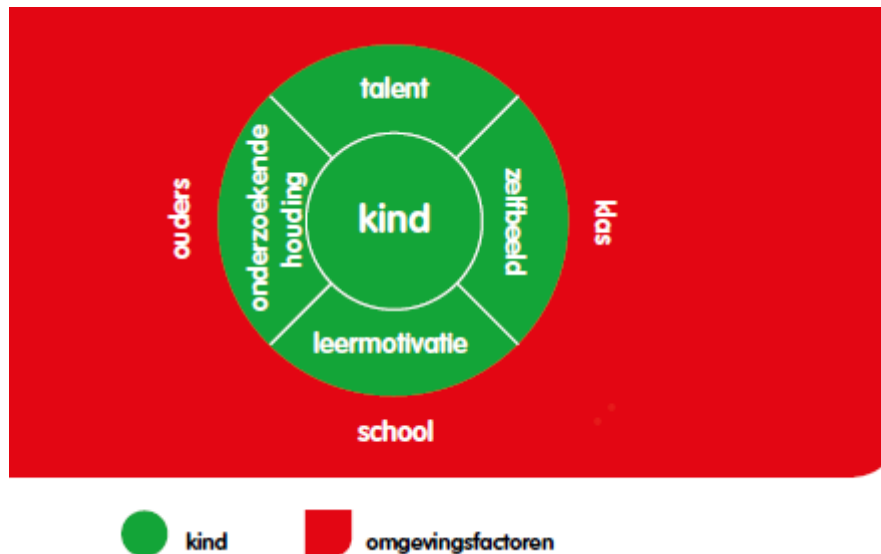 talent
ouders
onderzoekende
houding
kind
zelfbeeld
klas
leermotivatie
school
kind
omgevingsfactoren